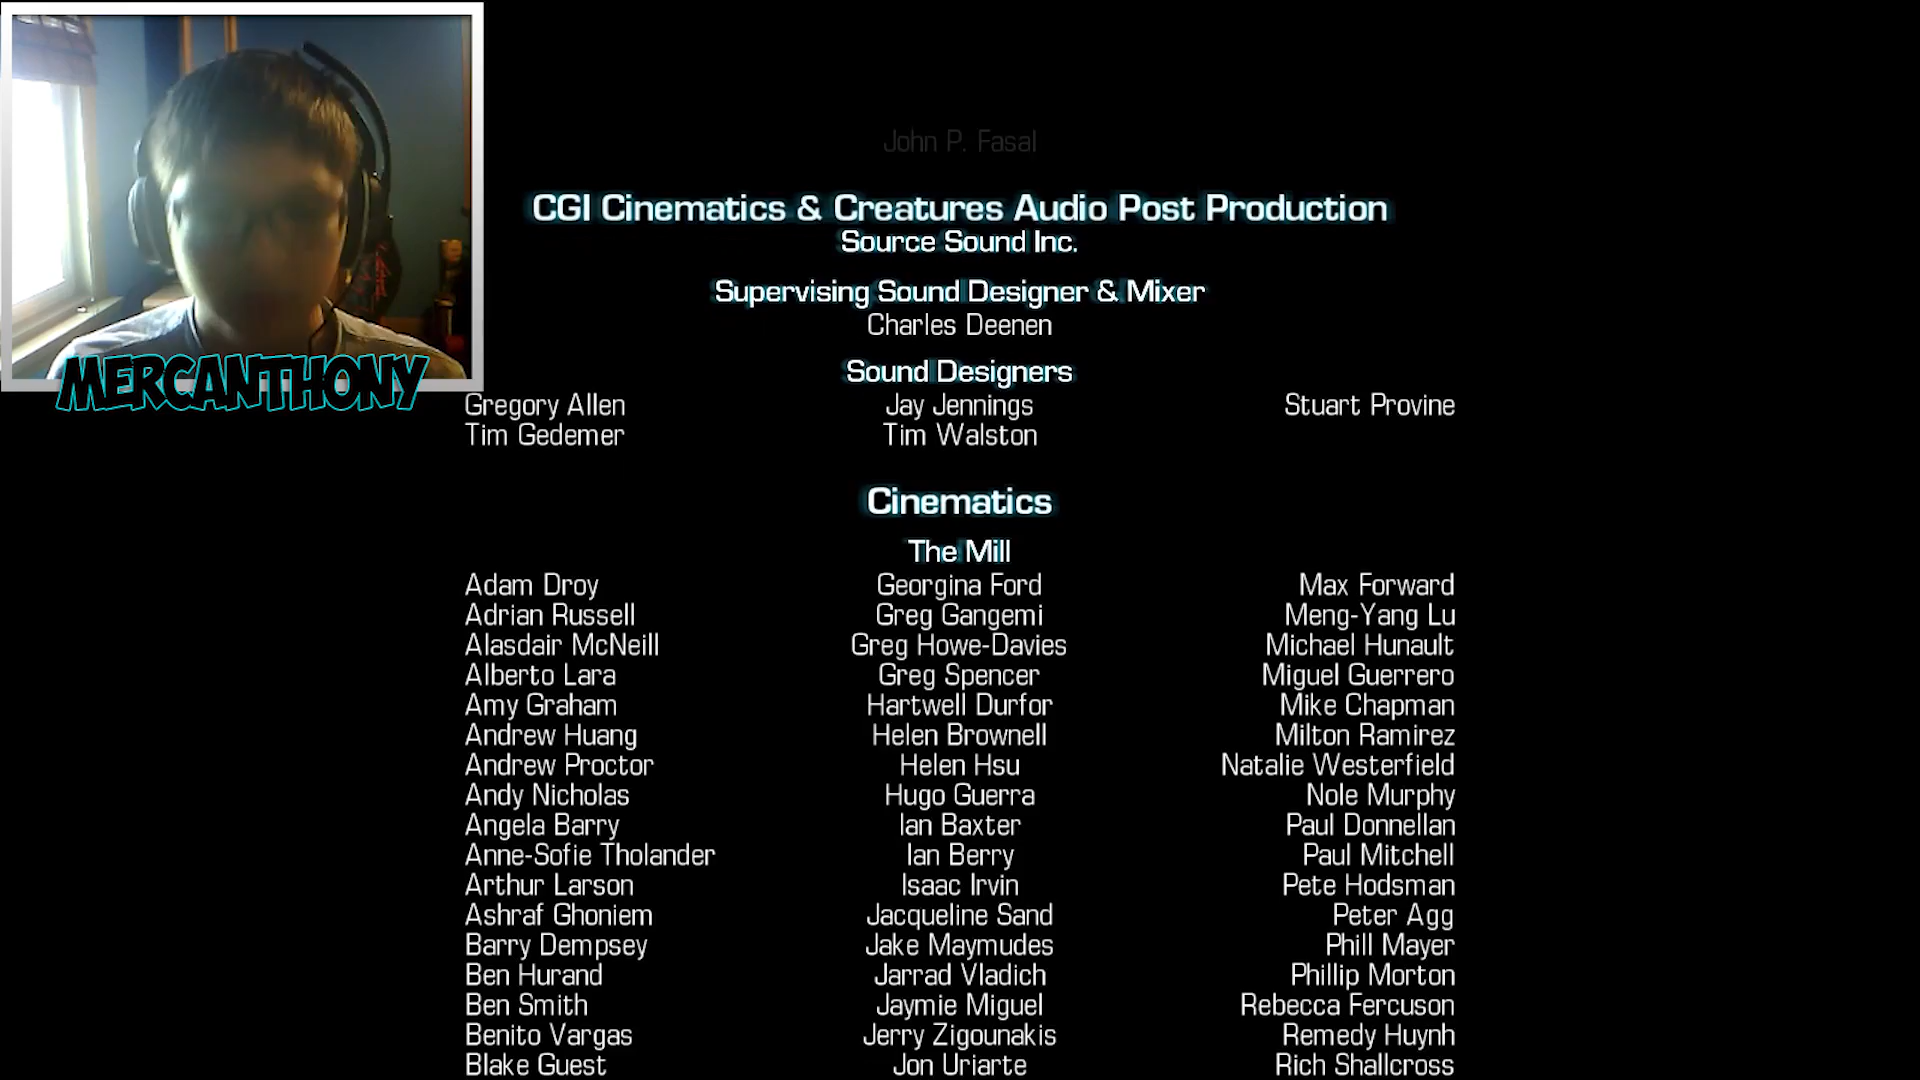 John P. Fasal
CGI Cinematics & Creatures Audio Post Production
Source Sound Inc.
Supervising Sound Designer & Mixer
Charles Deenen
MERCANTHONY
Sound Designers
Gregory Allen Jay Jennings Stuart Provine
Tim Gedemer Tim Walston
Cinematics
The Mill
Adam Droy Georgina Ford Max Forward
Adrian Russell Greg Gangemi Meng-Yang Lu
Alasdair McNeill Greg Howe-Davies Michael Hunault
Alberto Lara Greg Spencer Miguel Guerrero
Amy Graham Hartwell Durfor Mike Chapman
Andrew Huang Helen Brownell Milton Ramirez
Andrew Proctor Helen Hsu Natalie Westerfield
Andy Nicholas Hugo Guerra Nole Murphy
Angela Barry Ian Baxter Paul Donnellan
Anne-Sofie Tholander Ian Berry Paul Mitchell
Arthur Larson Isaac Irvin Pete Hodsman
Ashraf Ghoniem Jacqueline Sand Peter Agg
Barry Dempsey Jake Maymudes Phill Mayer
Ben Hurand Jarrad Vladich Phillip Morton
Ben Smith Jaymie Miguel Rebecca Fercuson
Benito Vargas Jerry Zigounakis Remedy Huynh
Blake Guest Jon Uriarte Rich Shallcross